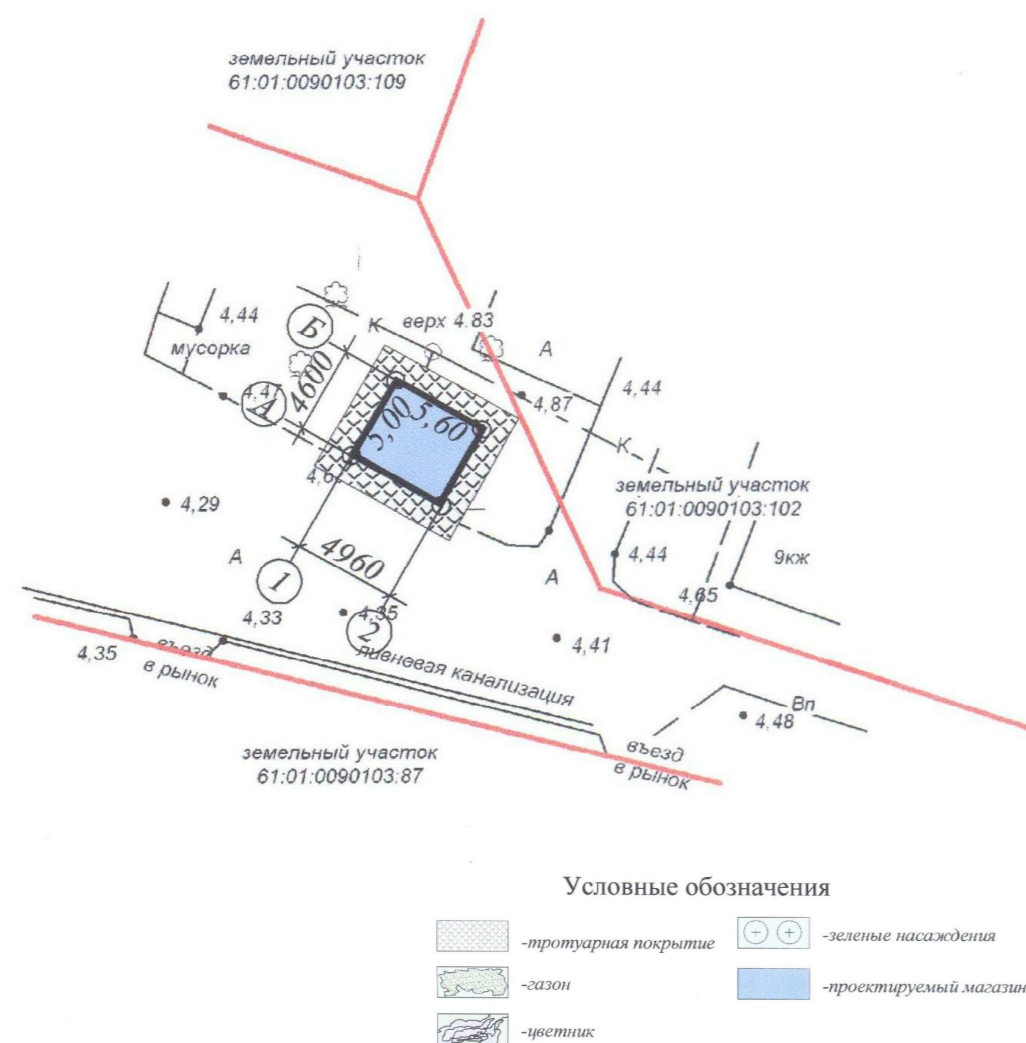 земельный участок
61:01:0090103:109
4,44
мусорка
Б
К
верх 4.83
А
4,47
А
4600
5,00
5,60
4,87
4,44
К
земельный участок
61:01:0090103:102
4,29
А
4960
1
2
4,33
4,35
А
4,44
4,65
9кж
4,41
4,35
въезд
в рынок
ливневая канализация
Вп
4,48
въезд
в рынок
земельный участок
61:01:0090103:87
Условные обозначения
-тротуарная покрытие
-зеленые насаждения
-газон
-проектируемый магазин
-цветник